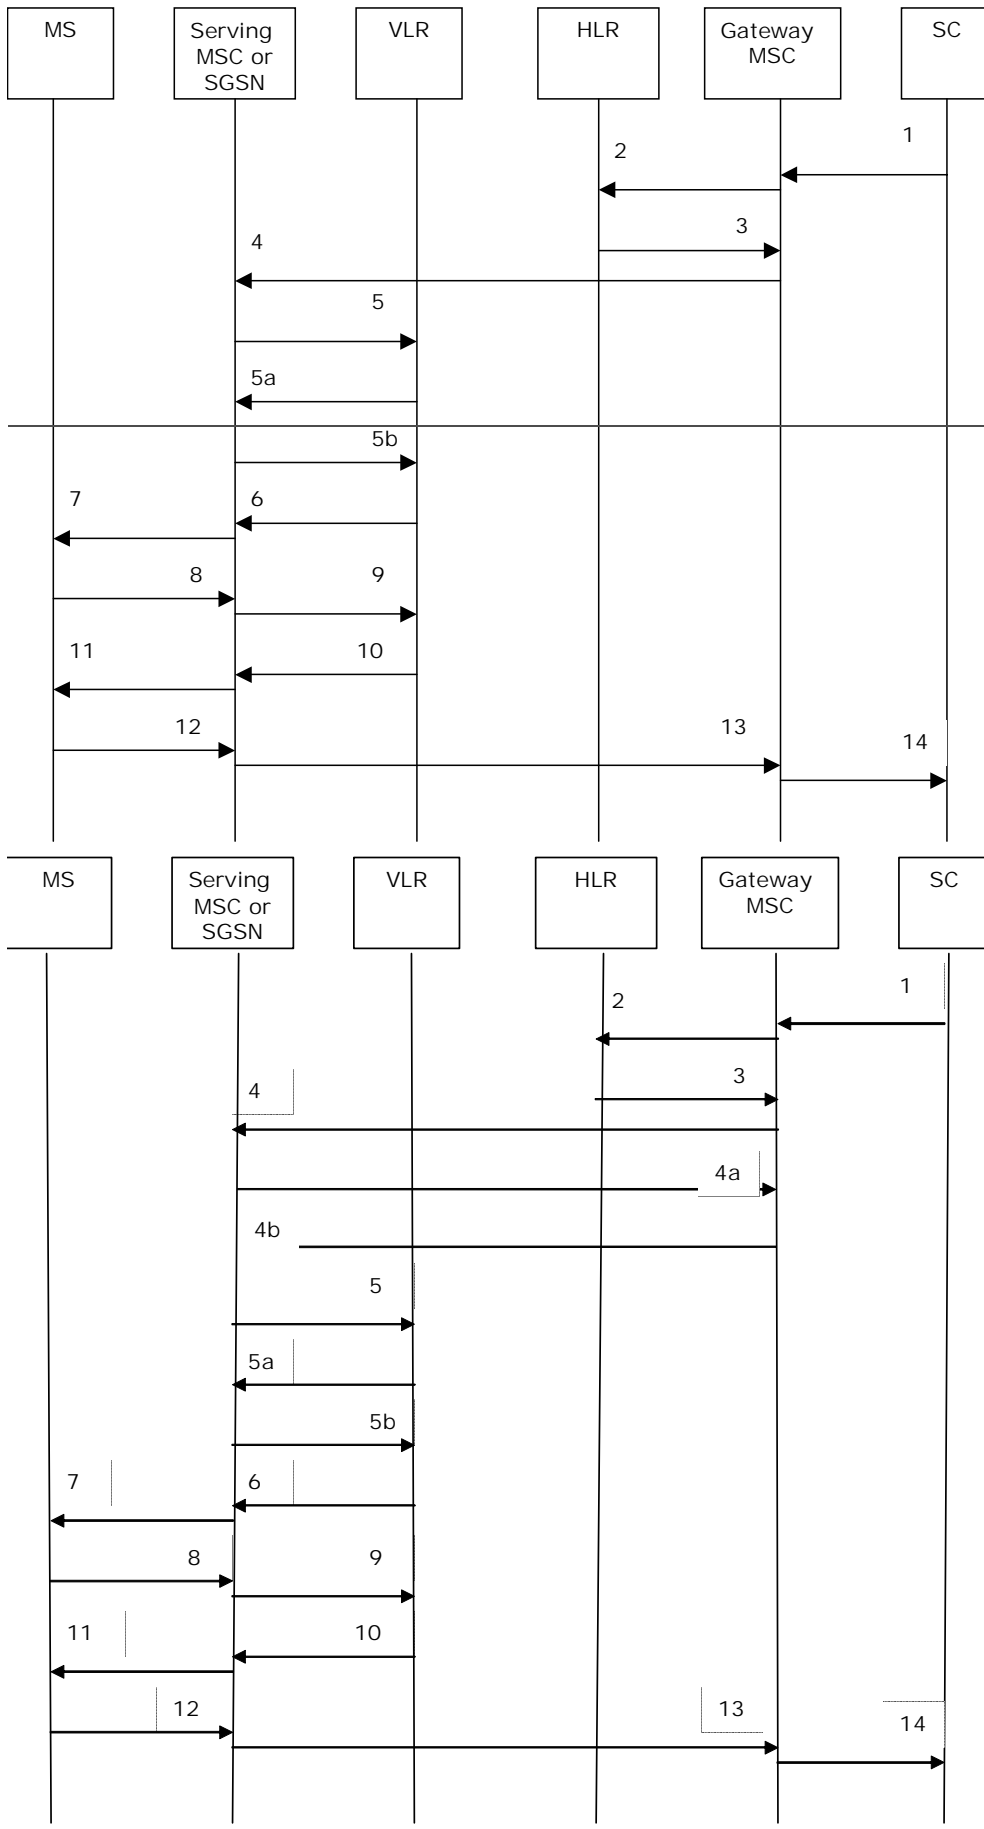 MS
Serving
MSC or
SGSN
VLR
HLR
Gateway
MSC
SC
1
2
3
4
5
5a
5b
7
6
8
9
11
10
12
13
14
MS
Serving
MSC or
SGSN
VLR
HLR
Gateway
MSC
SC
1
2
3
4
4a
4b
5
5a
5b
7
6
8
9
11
10
12
13
14